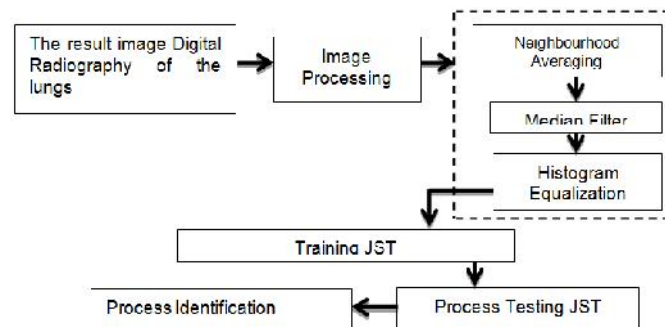 The result image Digital
Radiography of the
lungs
Image
Processing
Neighbourhood
Averaging
Median Filter
Histogram
Equalization
Training JST
Process Testing JST
Process Identification